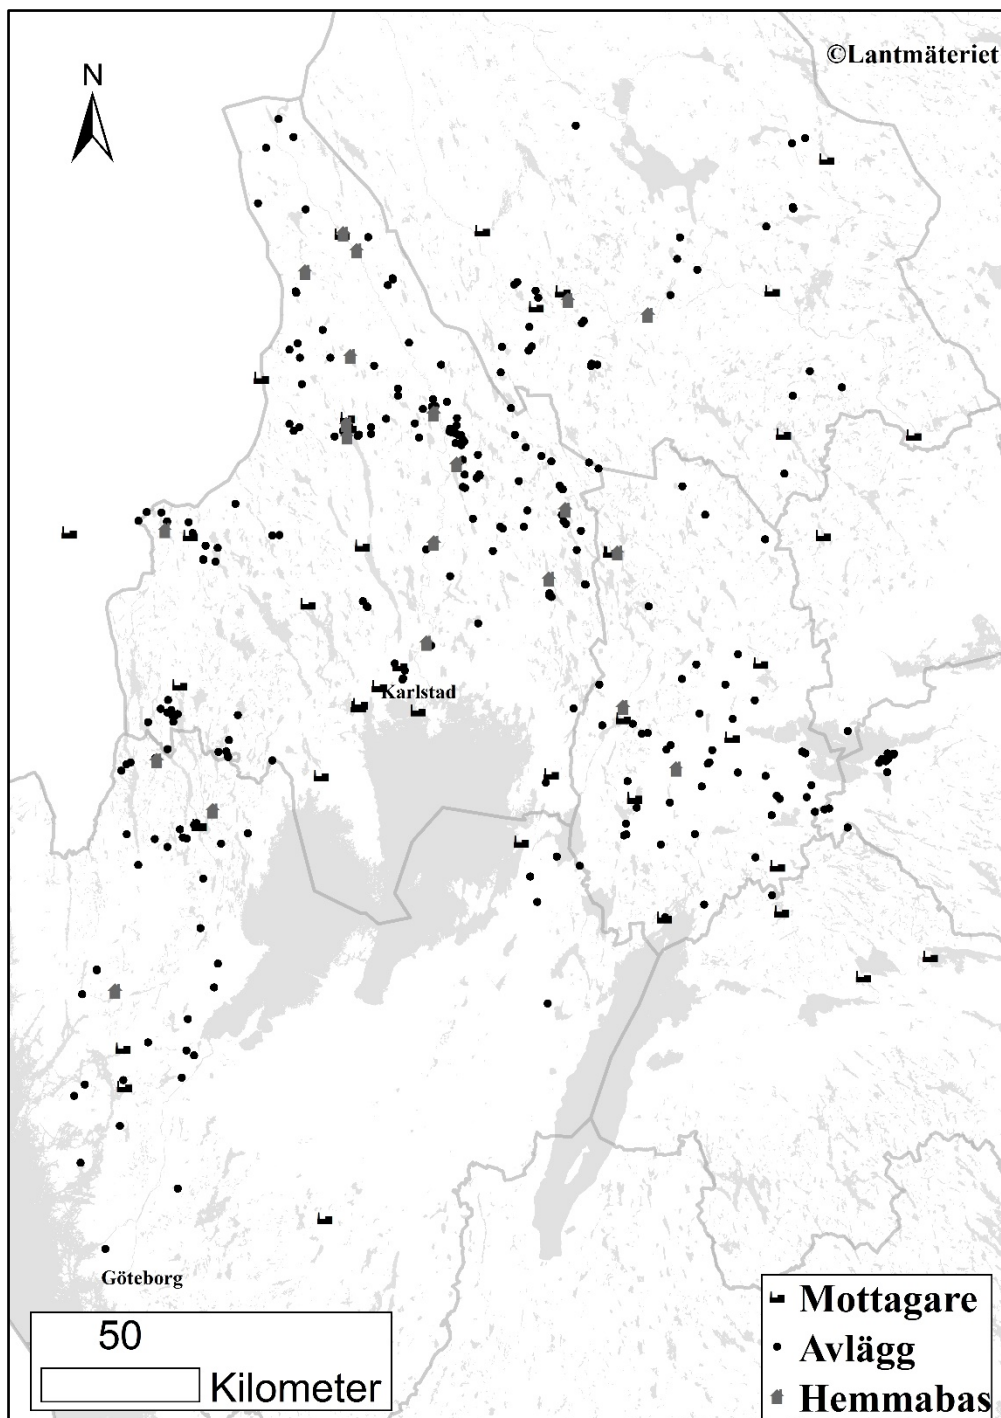 ©Lantmäteriet
N
Karlstad
Göteborg
50
Kilometer
Mottagare
Avlägg
Hemmabas